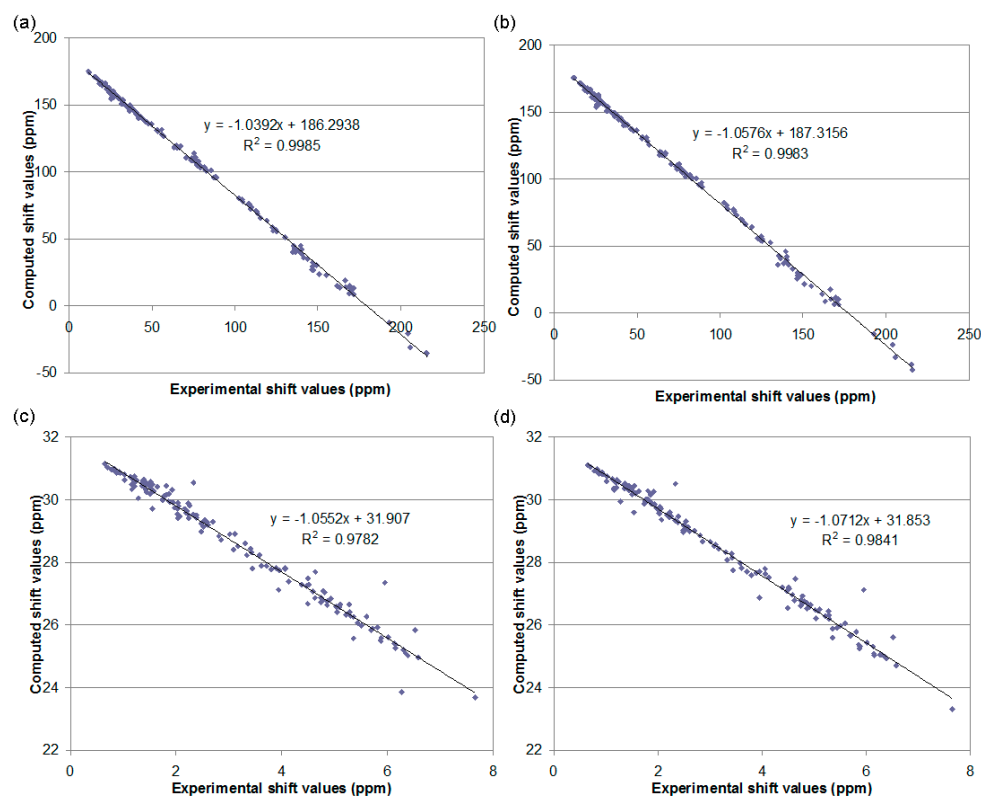 (a)
200
150
100
50
0
-50
0 50 100 150 200 250
Computed shift values (ppm)
y = -1.0392x + 186.2938
R² = 0.9985
Experimental shift values (ppm)
(b)
200
150
100
50
0
-50
0 50 100 150 200 250
Computed shift values (ppm)
y = -1.0576x + 187.3156
R² = 0.9983
Experimental shift values (ppm)
(c)
32
30
28
26
24
22
0 2 4 6 8
Computed shift values (ppm)
y = -1.0552x + 31.907
R² = 0.9782
Experimental shift values (ppm)
(d)
32
30
28
26
24
22
0 2 4 6 8
Computed shift values (ppm)
y = -1.0712x + 31.853
R² = 0.9841
Experimental shift values (ppm)